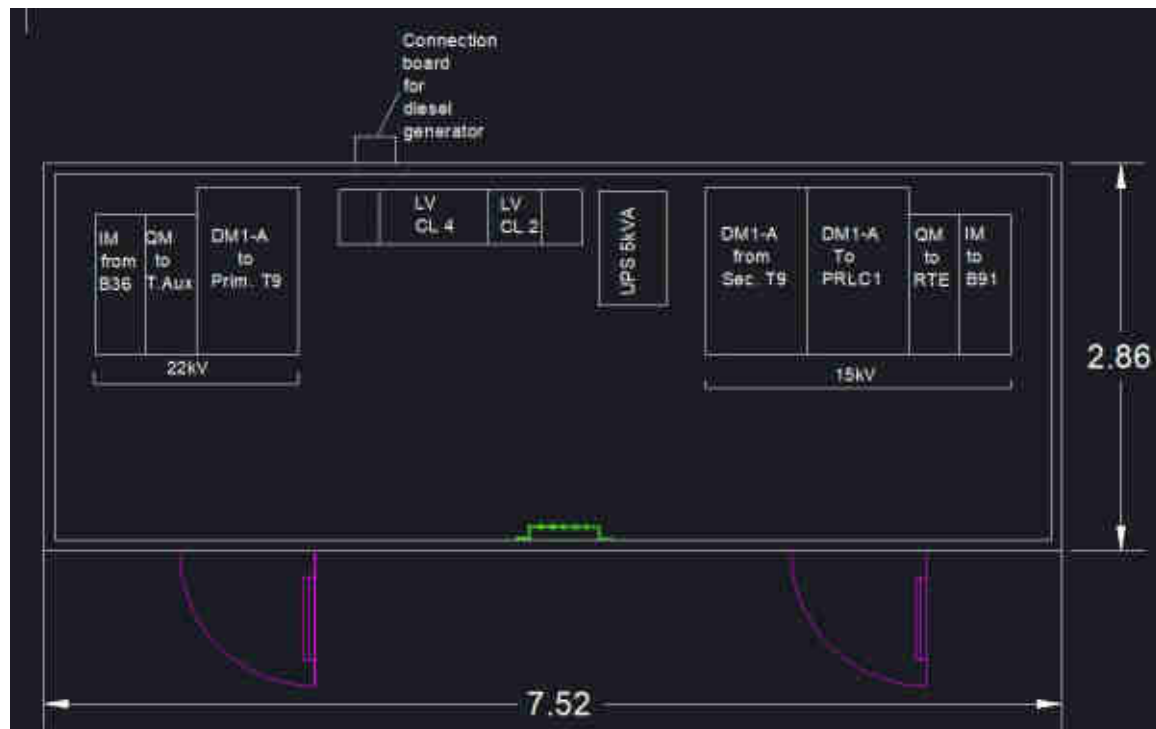 Connection
board
for
diesel
generator
IM
from
B36
QM
to
T.Aux
DM1-A
to
Prim. T9
22kV
LV
CL 4
LV
CL 2
UPS 5kVA
DM1-A
from
Sec. T9
DM1-A
To
PRLC1
QM
to
RTE
IM
to
B91
15kV
2.86
7.52